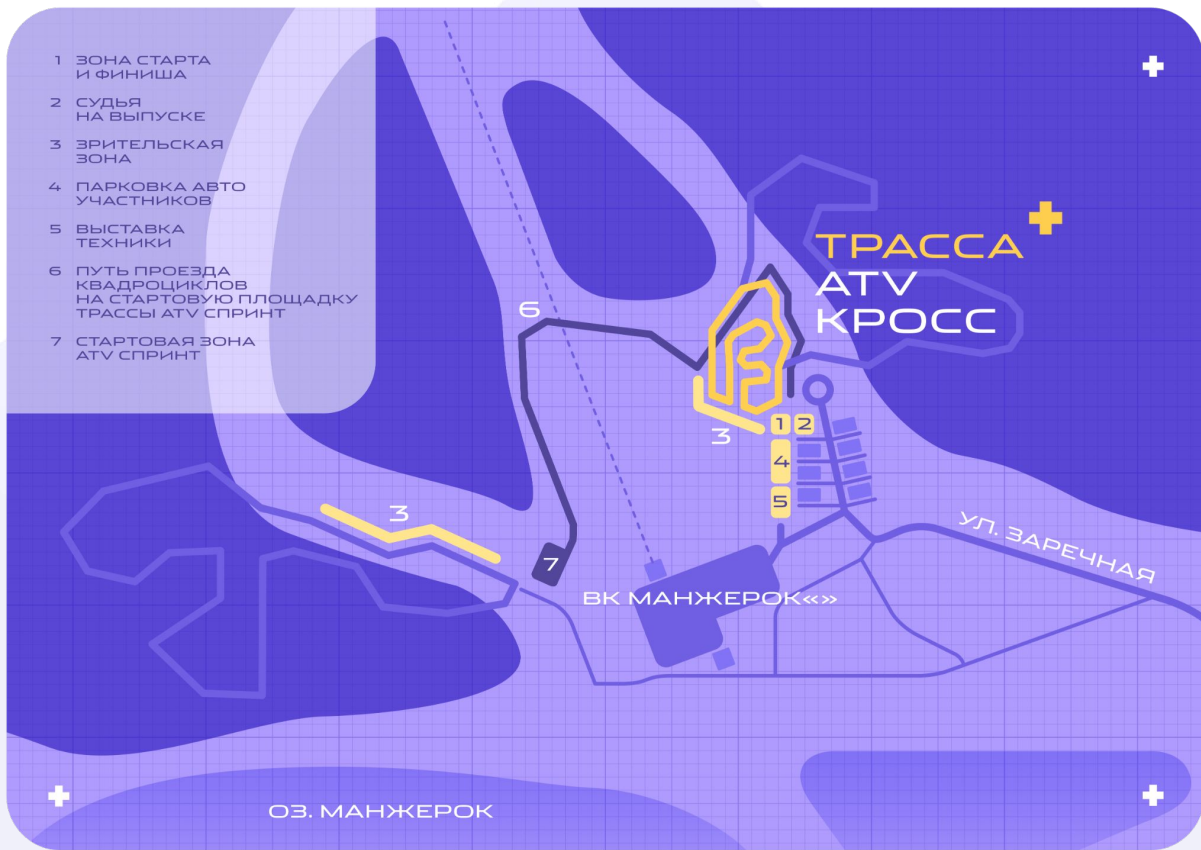 1 ЗОНА СТАРТА
И ФИНИША
2 СУДЬЯ
НА ВЫПУСКЕ
3 ЗРИТЕЛЬСКАЯ
ЗОНА
4 ПАРКОВКА АВТО
УЧАСТНИКОВ
5 ВЫСТАВКА
ТЕХНИКИ
6 ПУТЬ ПРОЕЗДА
КВАДРОЦИКЛОВ
НА СТАРТОВУЮ ПЛОЩАДКУ
ТРАССЫ ATV СПРИНТ
7 СТАРТОВАЯ ЗОНА
ATV СПРИНТ
ТРАССА
ATV
КРОСС
6
3
1 2
4
5
3
7
УЛ. ЗАРЕЧНАЯ
ВК МАНЖЕРОК«»
ОЗ. МАНЖЕРОК